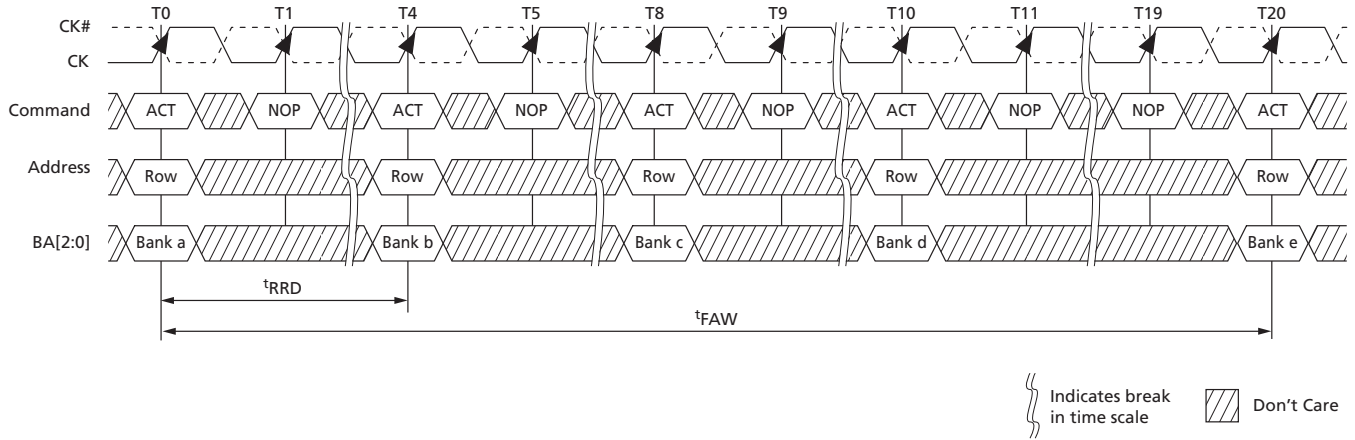 T0 T1 T4 T5 T8 T9 T10 T11 T19 T20
CK#
CK
Command ACT NOP ACT NOP ACT NOP ACT NOP NOP ACT
Address Row Row Row Row Row
BA[2:0] Bank a Bank b Bank c Bank d Bank e
tRRD
tFAW
Indicates break
in time scale
Don't Care